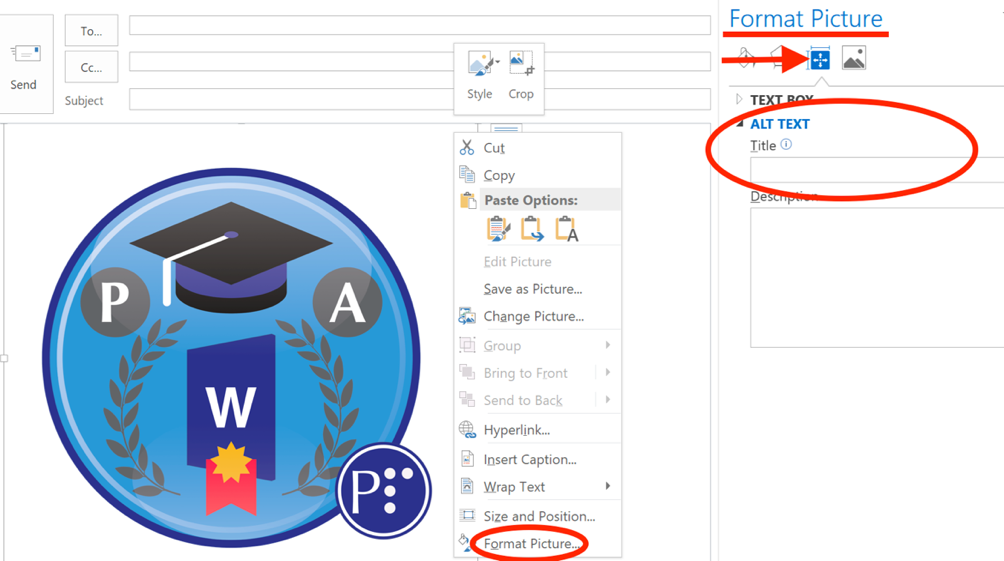 To...
Cc...
Send
Subject
Style
Crop
P
A
W
P
Cut
Copy
Paste Options:
A
Edit Picture
Save as Picture...
Change Picture...
Group
Bring to Front
Send to Back
Hyperlink...
Insert Caption...
Wrap Text
Size and Position...
Format Picture...
Format Picture
TEXT BOX
ALT TEXT
Title
Description